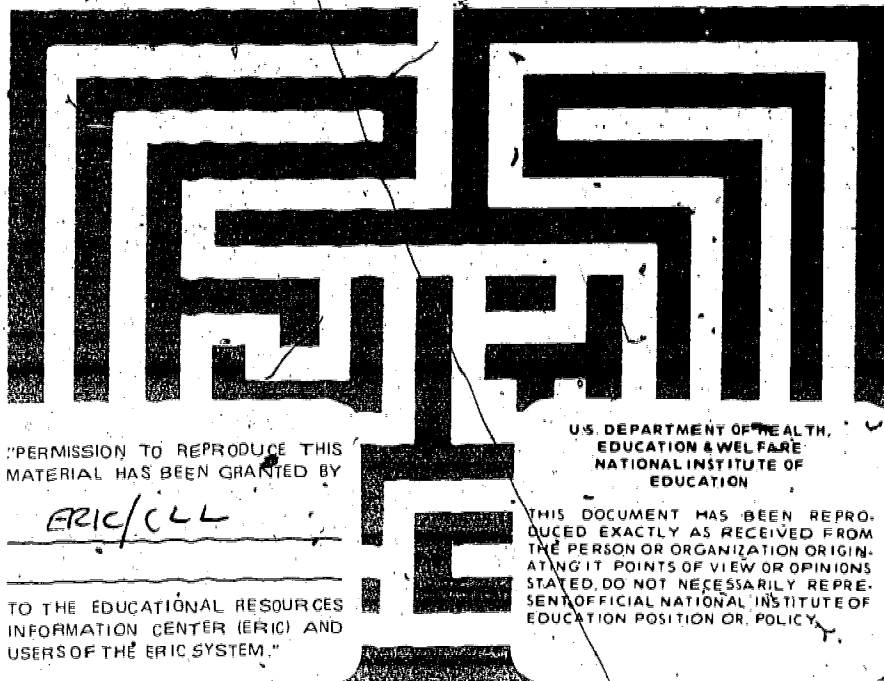 "PERMISSION TO REPRODUCE THIS
MATERIAL HAS BEEN GRANTED BY
ERIC/CLL
TO THE EDUCATIONAL RESOURCES
INFORMATION CENTER (ERIC) AND
USERS OF THE ERIC SYSTEM."
U.S. DEPARTMENT OF HEALTH,
EDUCATION & WELFARE
NATIONAL INSTITUTE OF
EDUCATION
THIS DOCUMENT HAS BEEN REPRO-
DUCED EXACTLY AS RECEIVED FROM
THE PERSON OR ORGANIZATION ORIGIN-
ATING IT POINTS OF VIEW OR OPINIONS
STATED DO NOT NECESSARILY REPRE-
SENT OFFICIAL NATIONAL INSTITUTE OF
EDUCATION POSITION OR POLICY